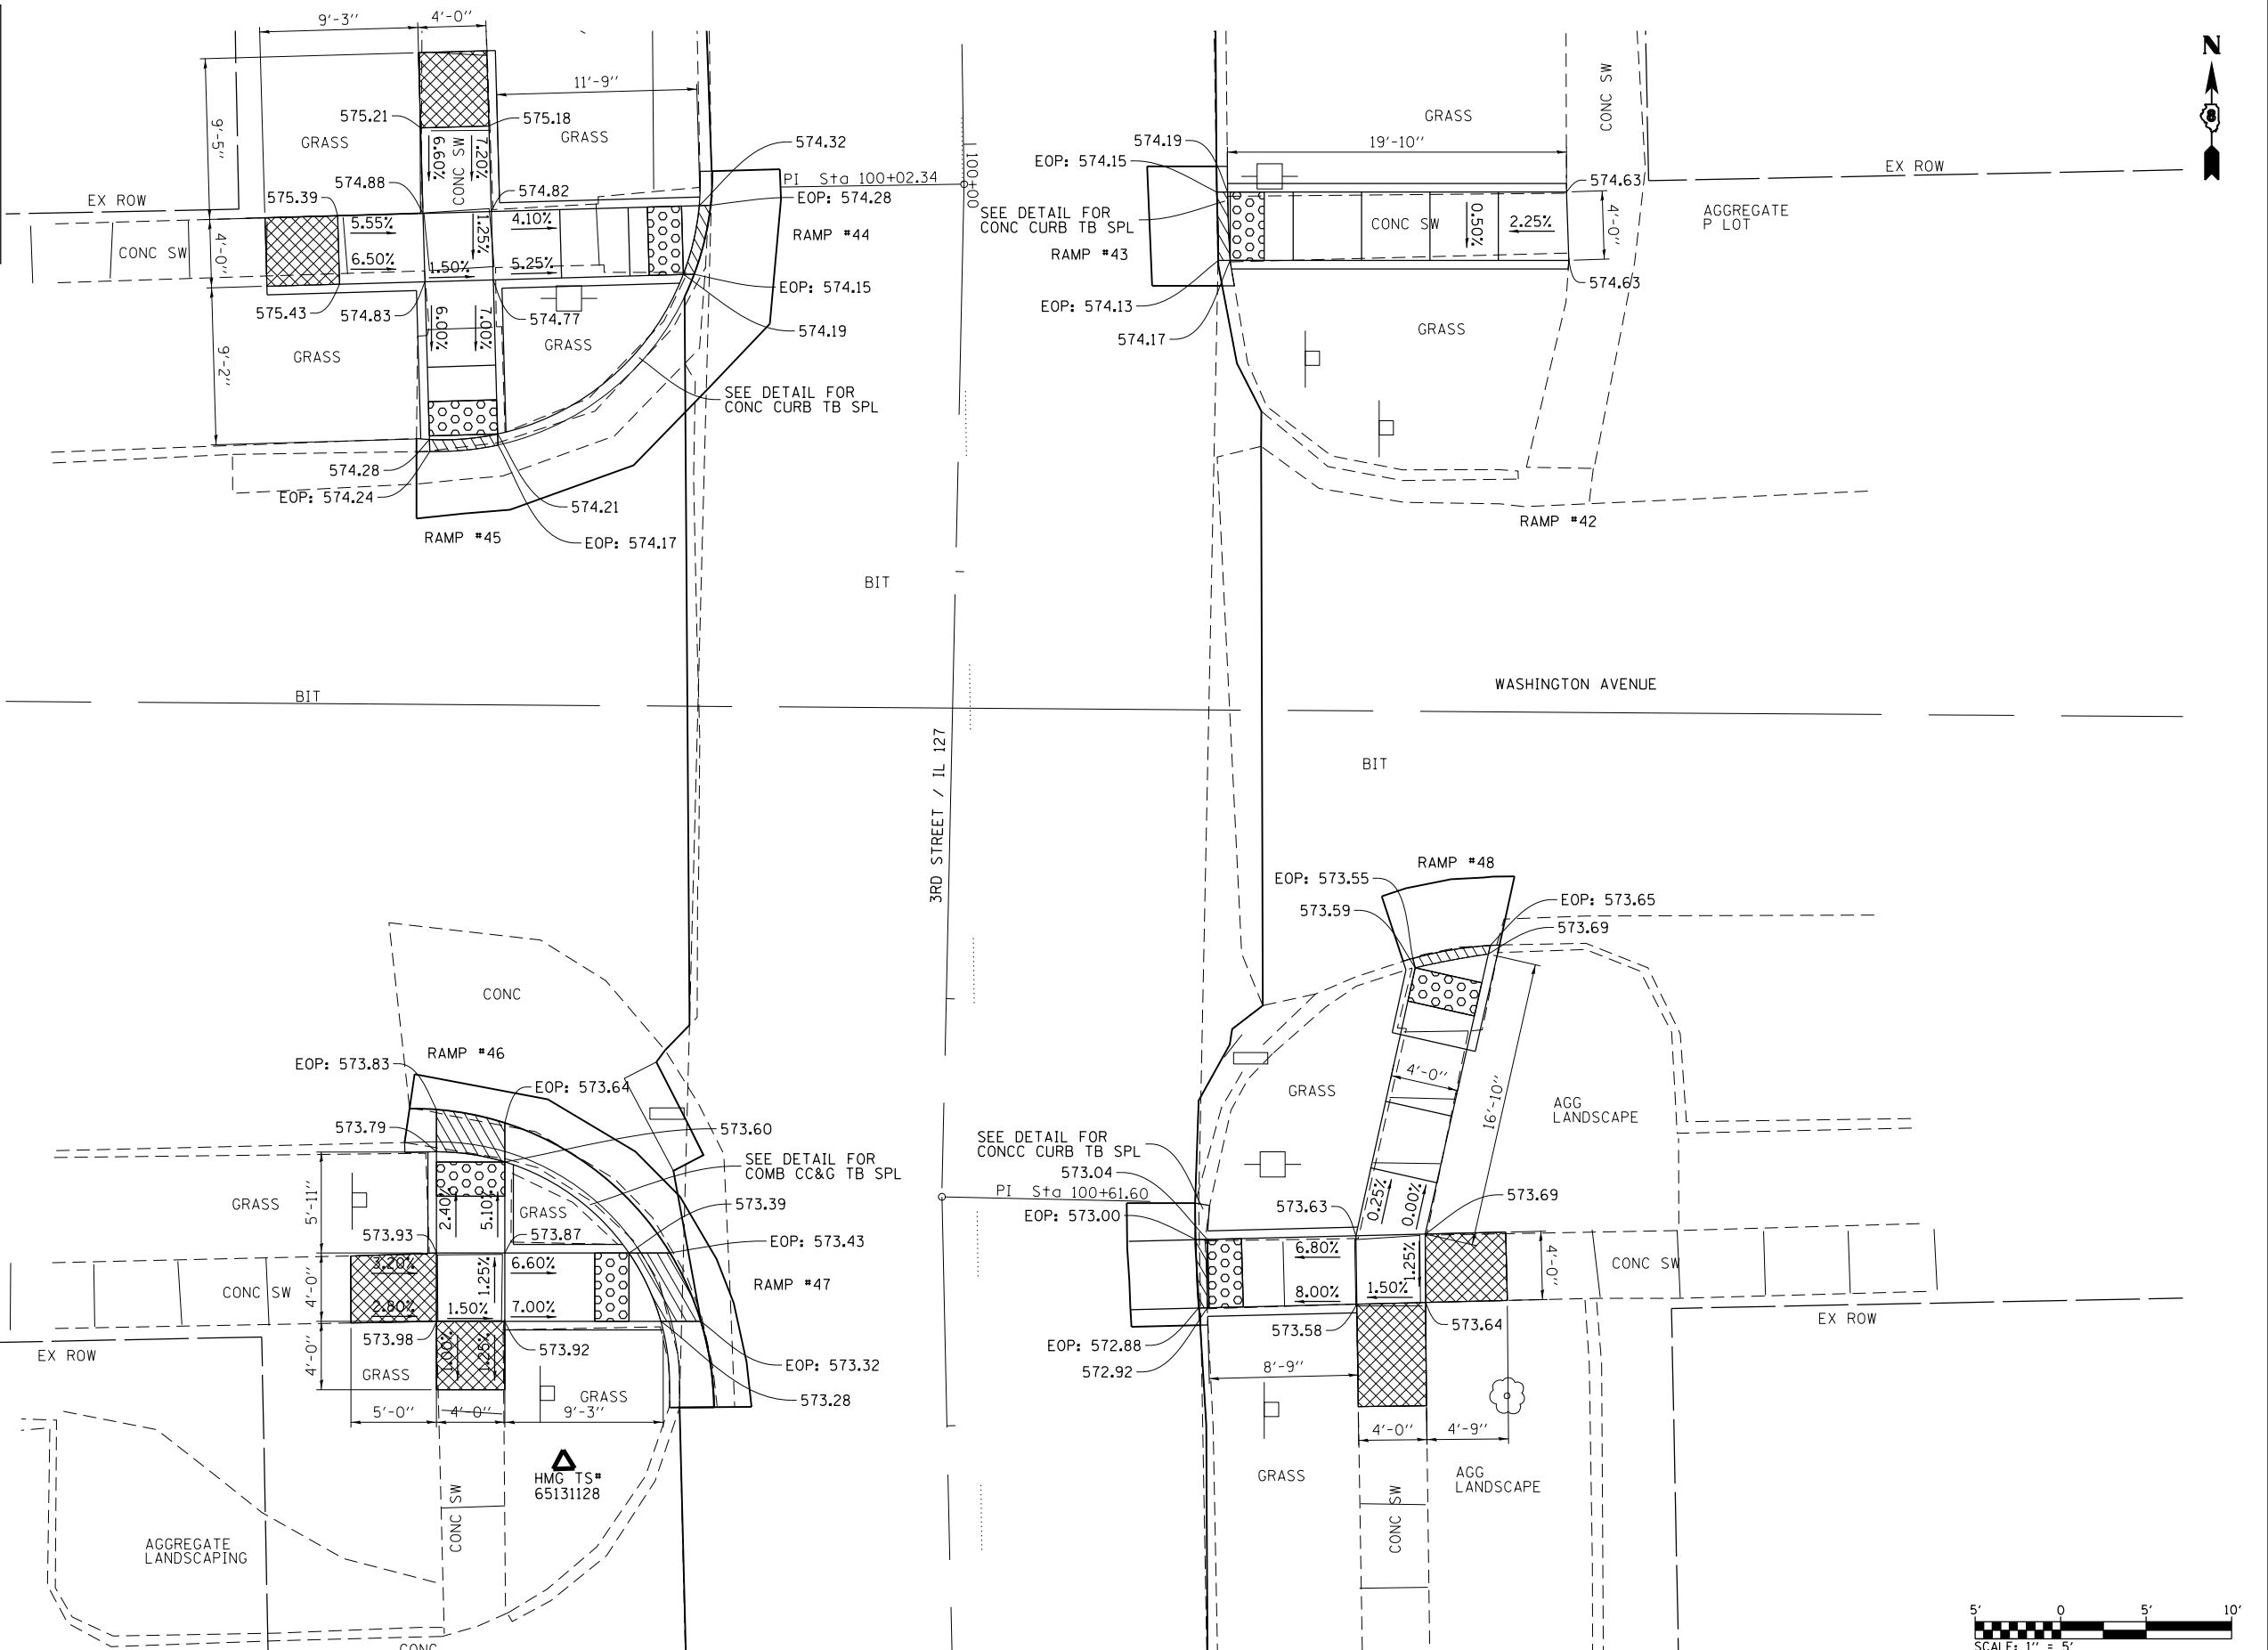 9'-3"
4'-0"
N
8
11'-9"
CONC SW
GRASS
575.21
575.18
9'-5"
GRASS
GRASS
574.32
574.19
19'-10"
6.60%
CONC SW
7.20%
EOP: 574.15
EX ROW
574.88
574.82
PI Sta 100+02.34
100+00
574.63
575.39
EOP: 574.28
EX ROW
5.55%
1.25%
4.10%
SEE DETAIL FOR
CONC CURB TB SPL
CONC SW
0.50%
2.25%
4'-0"
AGGREGATE
P LOT
CONC SW
4'-0"
RAMP #44
RAMP #43
6.50%
1.50%
5.25%
EOP: 574.15
574.63
575.43
574.83
6.00%
7.00%
574.77
574.19
EOP: 574.13
574.17
GRASS
9'-2"
GRASS
GRASS
SEE DETAIL FOR
CONC CURB TB SPL
574.28
EOP: 574.24
574.21
RAMP #45
EOP: 574.17
RAMP #42
BIT
BIT
WASHINGTON AVENUE
3RD STREET / IL 127
BIT
RAMP #48
EOP: 573.55
573.59
EOP: 573.65
573.69
CONC
RAMP #46
EOP: 573.83
EOP: 573.64
4'-0"
16'-10"
GRASS
AGG
LANDSCAPE
573.79
573.60
SEE DETAIL FOR
COMB CC&G TB SPL
SEE DETAIL FOR
CONCC CURB TB SPL
573.04
GRASS
5'-11"
2.40%
5.10%
GRASS
573.39
PI Sta 100+61.60
EOP: 573.00
573.63
0.25%
0.00%
573.69
573.93
573.87
EOP: 573.43
3.20%
1.25%
6.60%
6.80%
1.25%
4'-0"
CONC SW
CONC SW
4'-0"
RAMP #47
2.80%
1.50%
7.00%
8.00%
1.50%
573.98
1.00%
1.25%
573.92
573.58
573.64
EX ROW
EX ROW
4'-0"
GRASS
EOP: 573.32
EOP: 572.88
572.92
8'-9"
GRASS
573.28
5'-0"
4'-0"
9'-3"
4'-0"
4'-9"
HMG TS#
65131128
GRASS
CONC SW
AGG
LANDSCAPE
CONC SW
AGGREGATE
LANDSCAPING
CONC
5'
0
5'
10'
SCALE: 1" = 5'